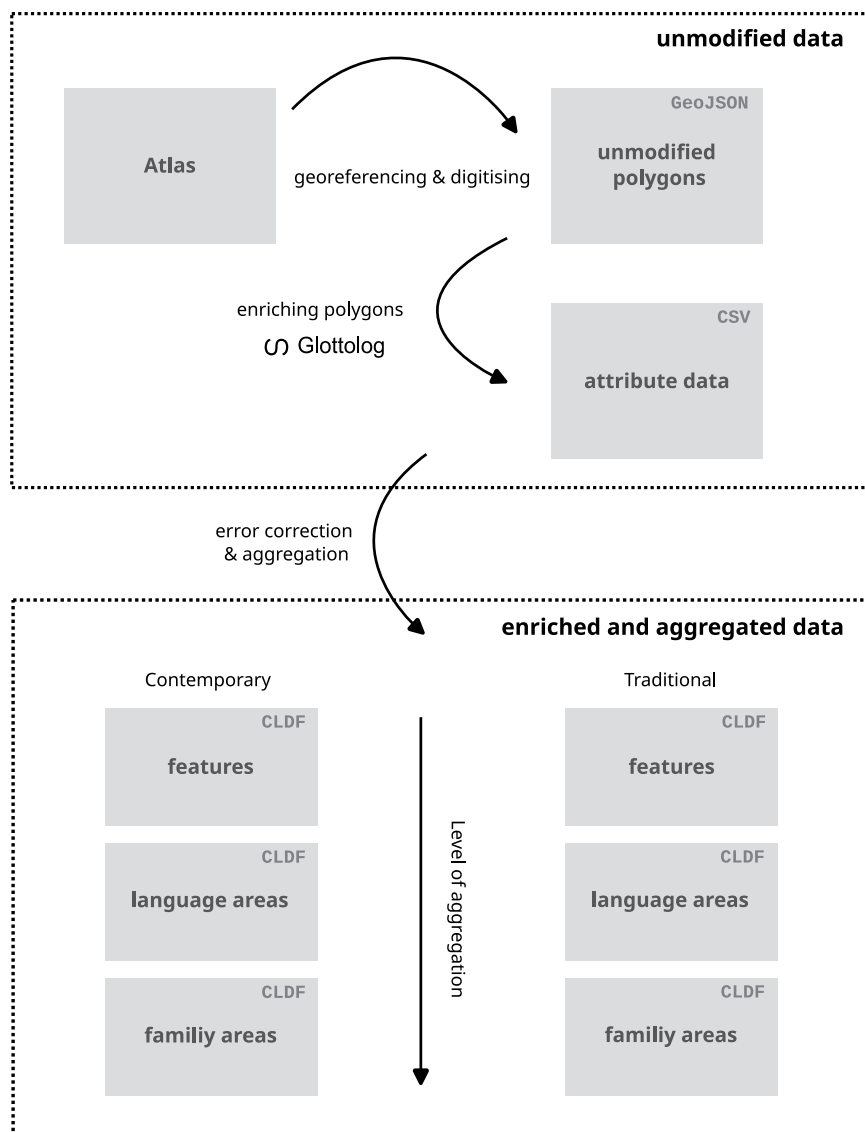 unmodified data
Atlas
GeoJSON
unmodified
polygons
georeferencing & digitising
enriching polygons
Glottolog
CSV
attribute data
error correction
& aggregation
enriched and aggregated data
Contemporary
Traditional
CLDF
features
CLDF
features
Level of aggregation
CLDF
language areas
CLDF
language areas
CLDF
familiy areas
CLDF
familiy areas